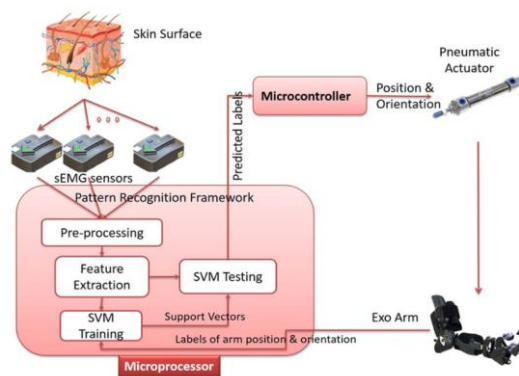 Skin Surface
sEMG sensors
Pattern Recognition Framework
Pre-processing
Feature
Extraction
SVM
Training
SVM Testing
Support Vectors
Labels of arm position & orientation
Microprocessor
Predicted Labels
Microcontroller
Position &
Orientation
Pneumatic
Actuator
Exo Arm